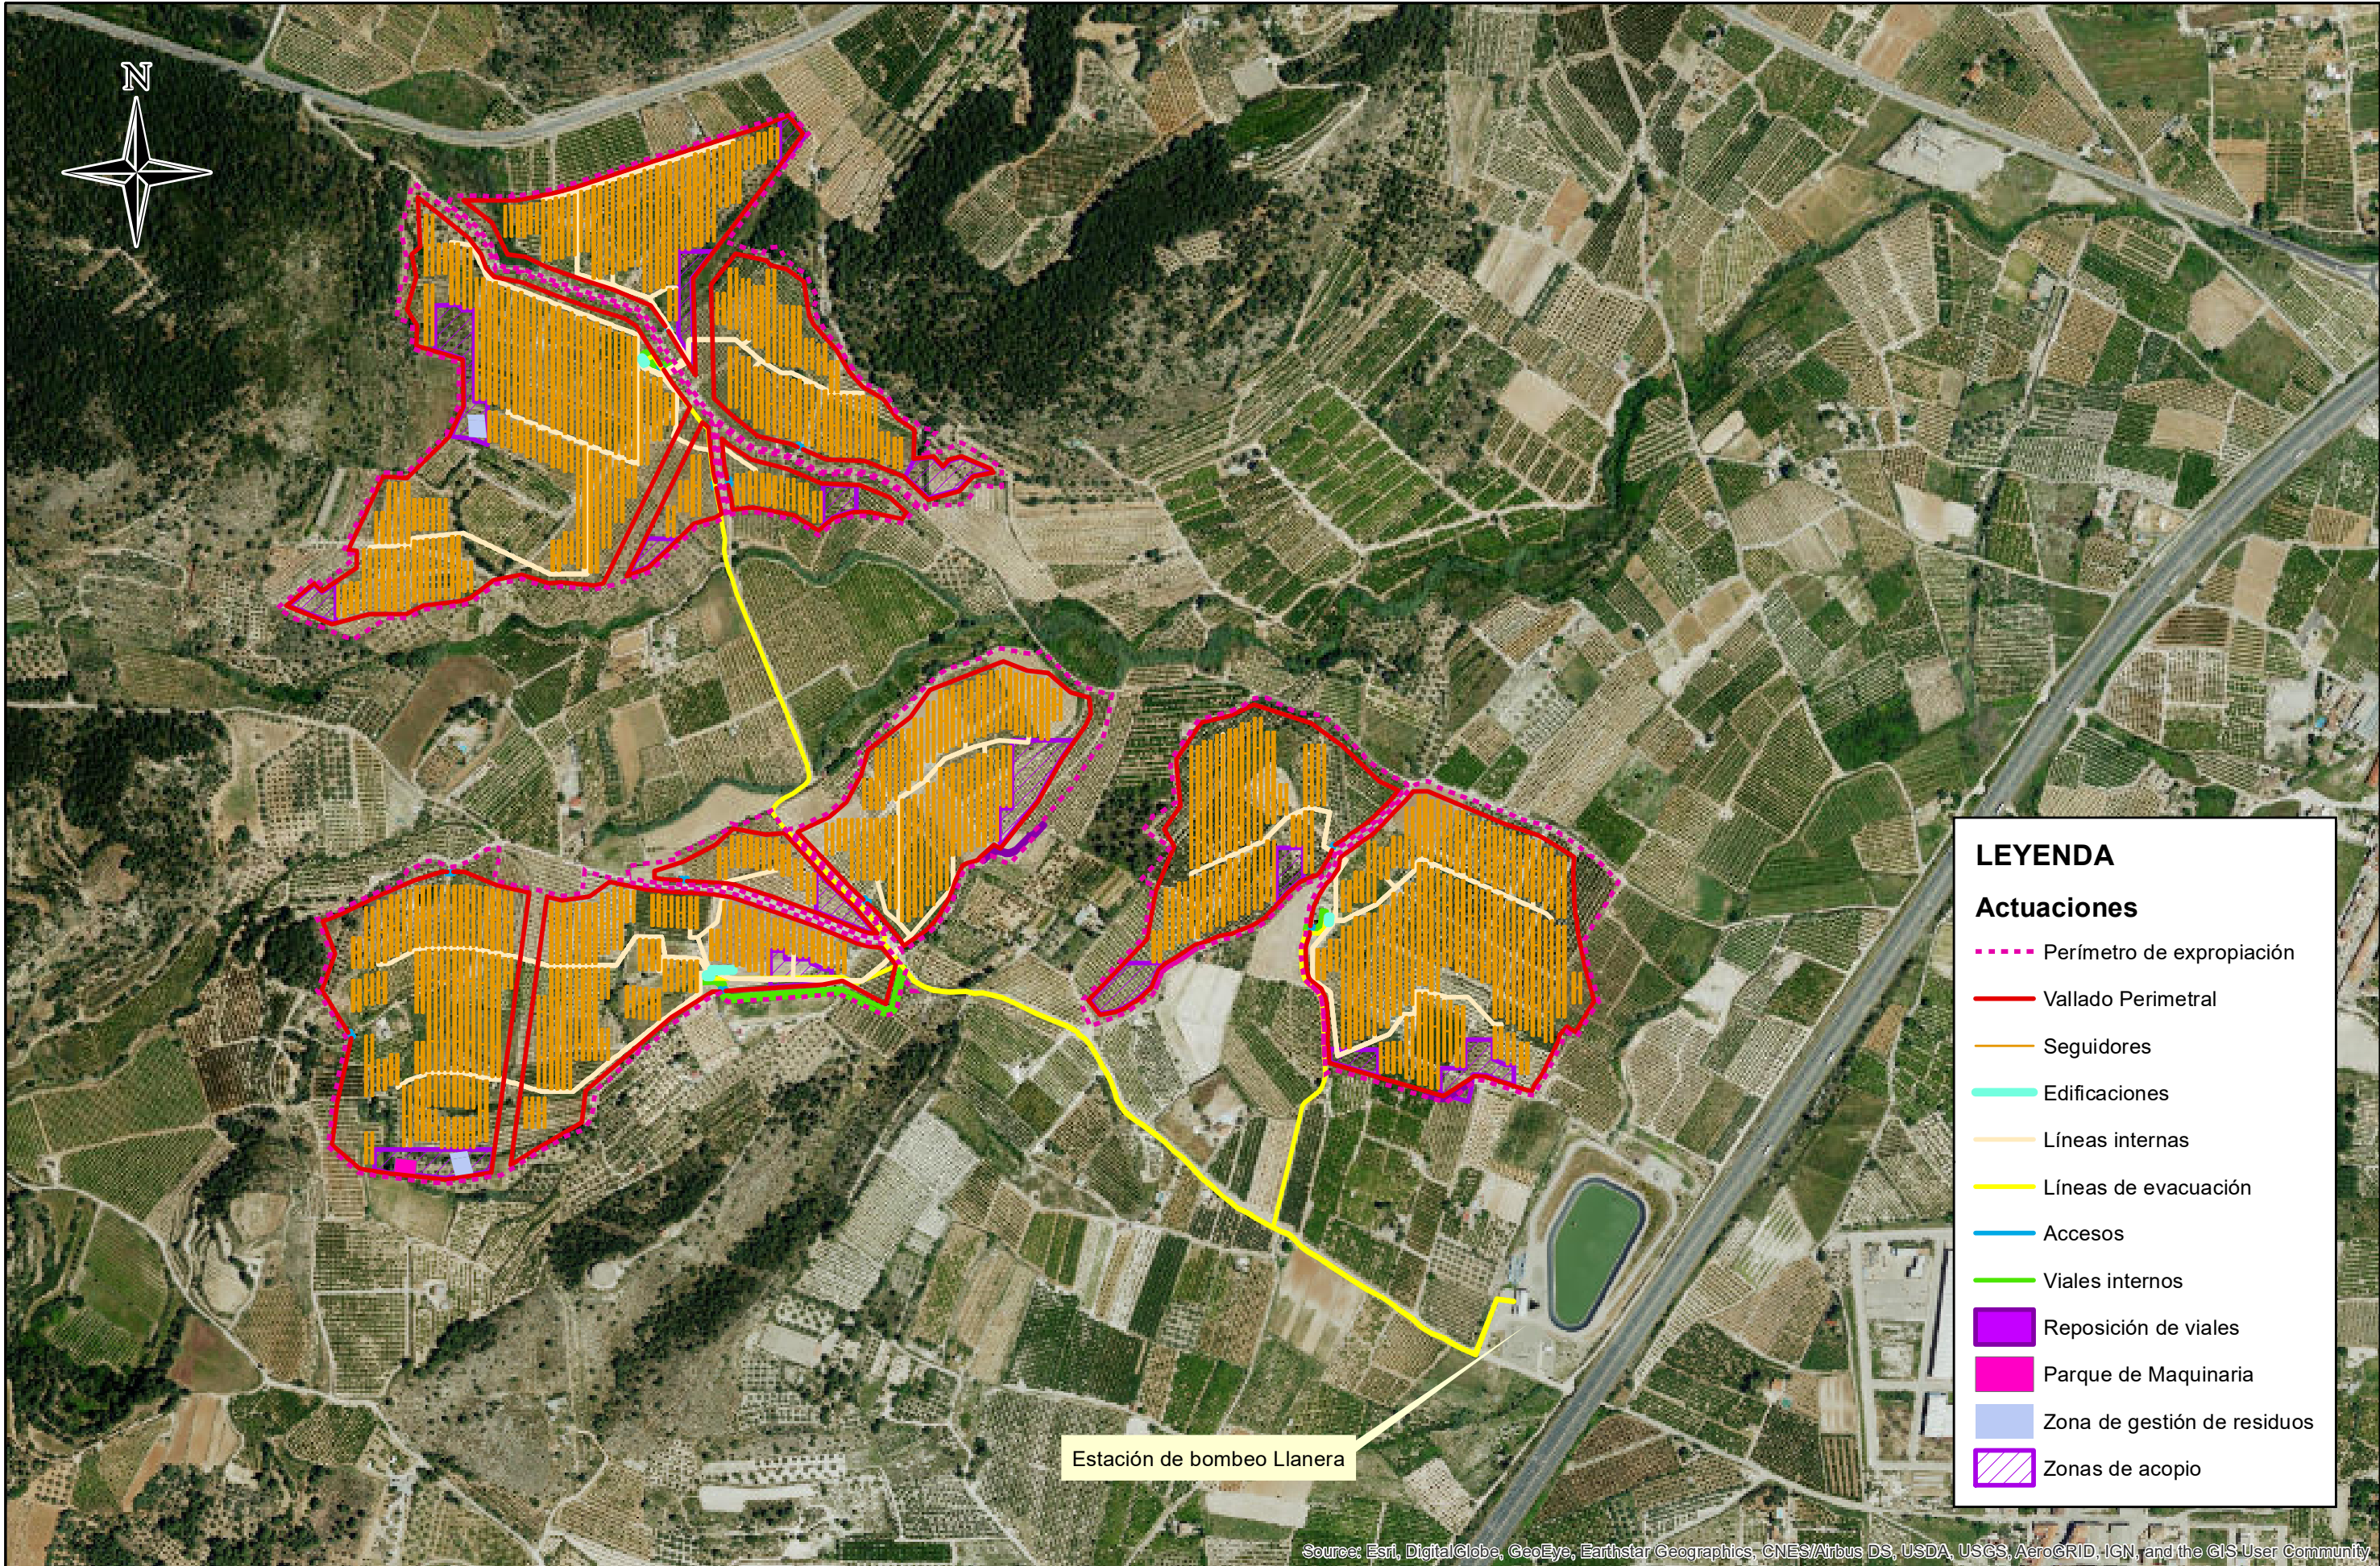 N
LEYENDA
Actuaciones
Perímetro de expropiación
Vallado Perimetral
Seguidores
Edificaciones
Líneas internas
Líneas de evacuación
Accesos
Viales internos
Reposición de viales
Parque de Maquinaria
Zona de gestión de residuos
Zonas de acopio
Estación de bombeo Llanera
Source: Esri, DigitalGlobe, GeoEye, Earthstar Geographics, CNES/Airbus DS, USDA, USGS, AeroGRID, IGN, and the GIS User Community